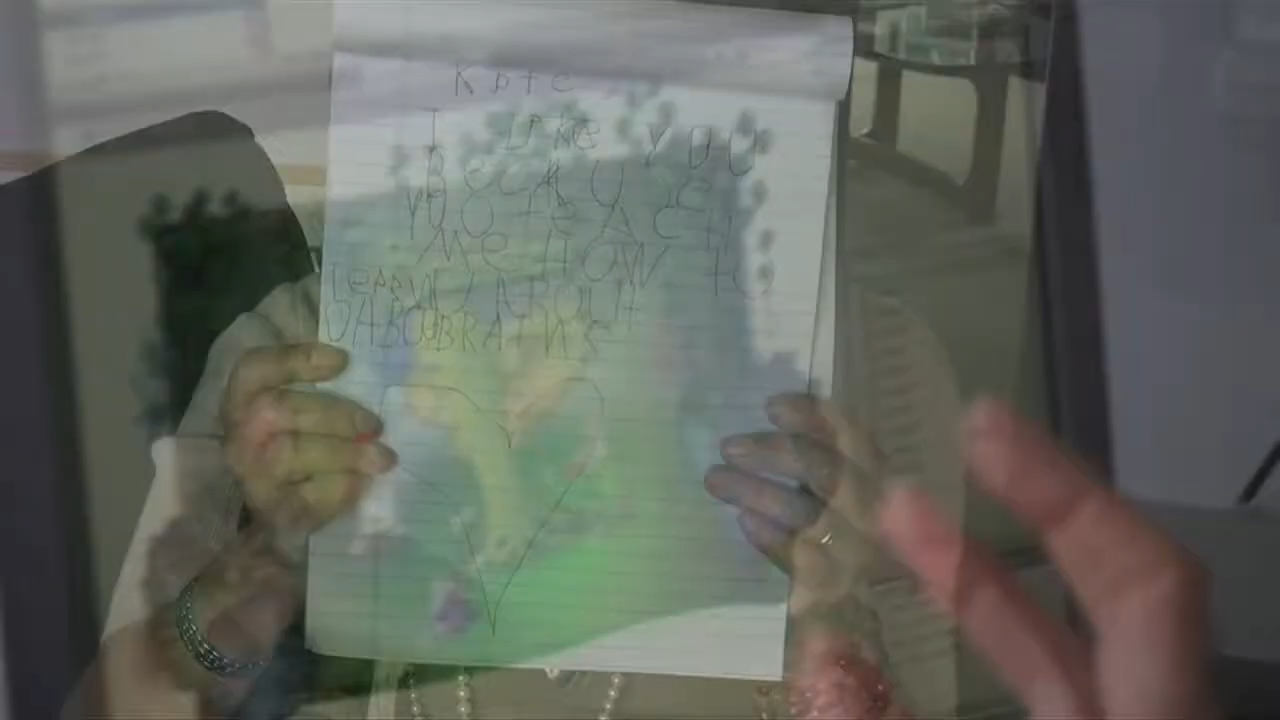 Kate
I Like YOU
BecAUSe
YOU teACH
Me HOW to
leArN ABOUt